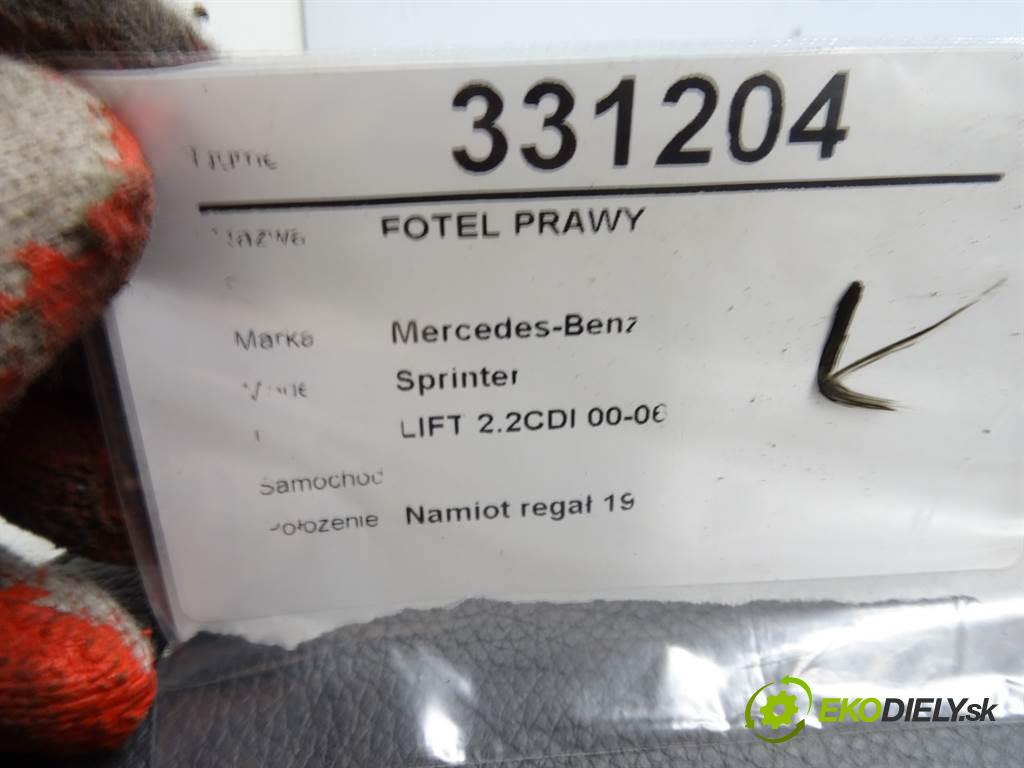 331204
FOTEL PRAWY
Marka Mercedes-Benz
Sprinter
LIFT 2.2CDI 00-06
Samochod
Namiot regał 19
EKODIELY.sk